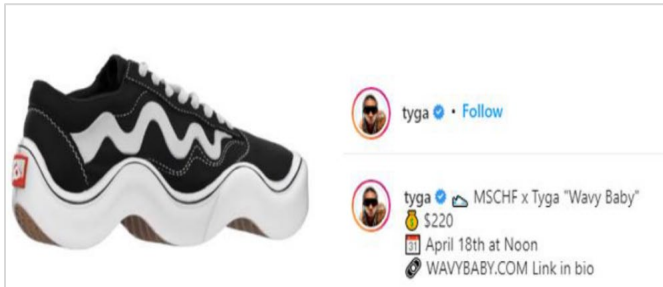 tyga • Follow
tyga MSCHF x Tyga "Wavy Baby"
$220
April 18th at Noon
WAVYBABY.COM Link in bio